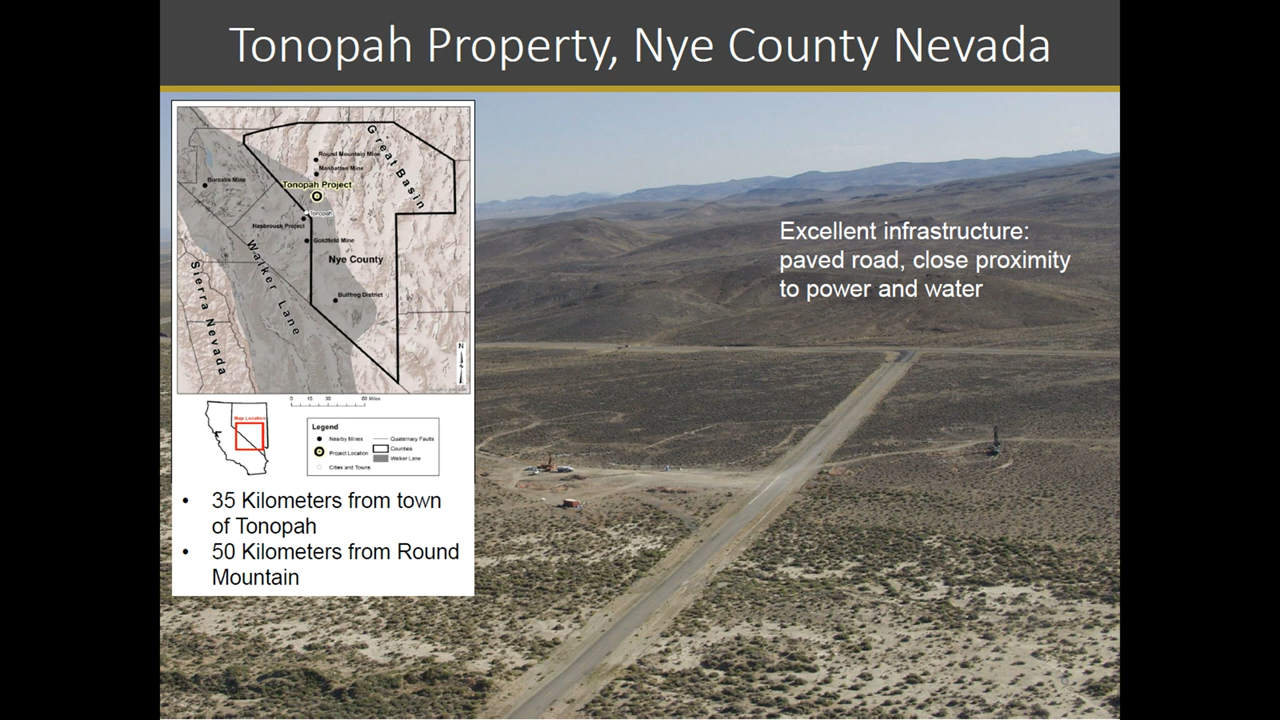 Tonopah Property, Nye County Nevada
Great Basin
Round Mountain Mine
Manhattan Mine
Borealis Mine
Tonopah Project
Tonopah
Hasbrouck Project
Goldfield Mine
Walker Lane
Nye County
Sierra Nevada
Bullfrog District
N
0 15 30 60 Miles
Map Location
Legend
Nearby Mines
Quaternary Faults
Project Location
Counties
Walker Lane
Cities and Towns
• 35 Kilometers from town
of Tonopah
• 50 Kilometers from Round
Mountain
Excellent infrastructure:
paved road, close proximity
to power and water